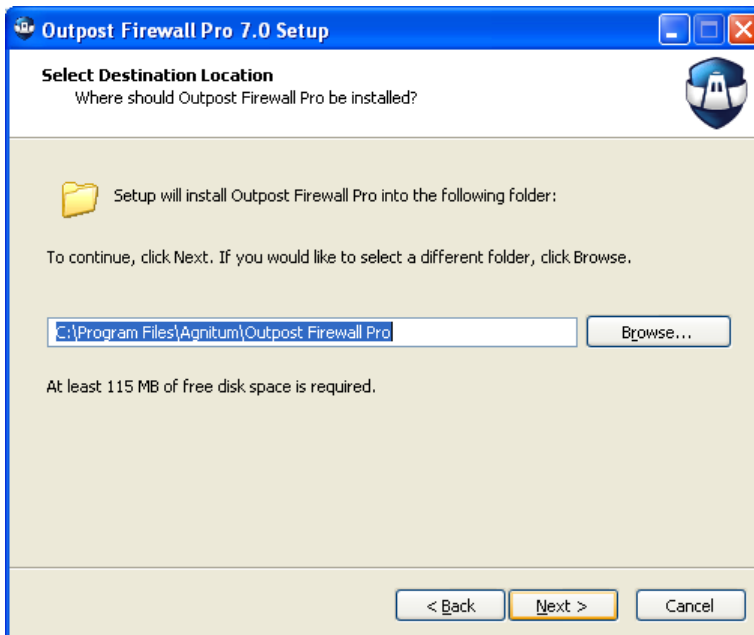 Outpost Firewall Pro 7.0 Setup
Select Destination Location
Where should Outpost Firewall Pro be installed?
Setup will install Outpost Firewall Pro into the following folder:
To continue, click Next. If you would like to select a different folder, click Browse.
C:\Program Files\Agnitum\Outpost Firewall Pro
Browse...
At least 115 MB of free disk space is required.
< Back
Next >
Cancel